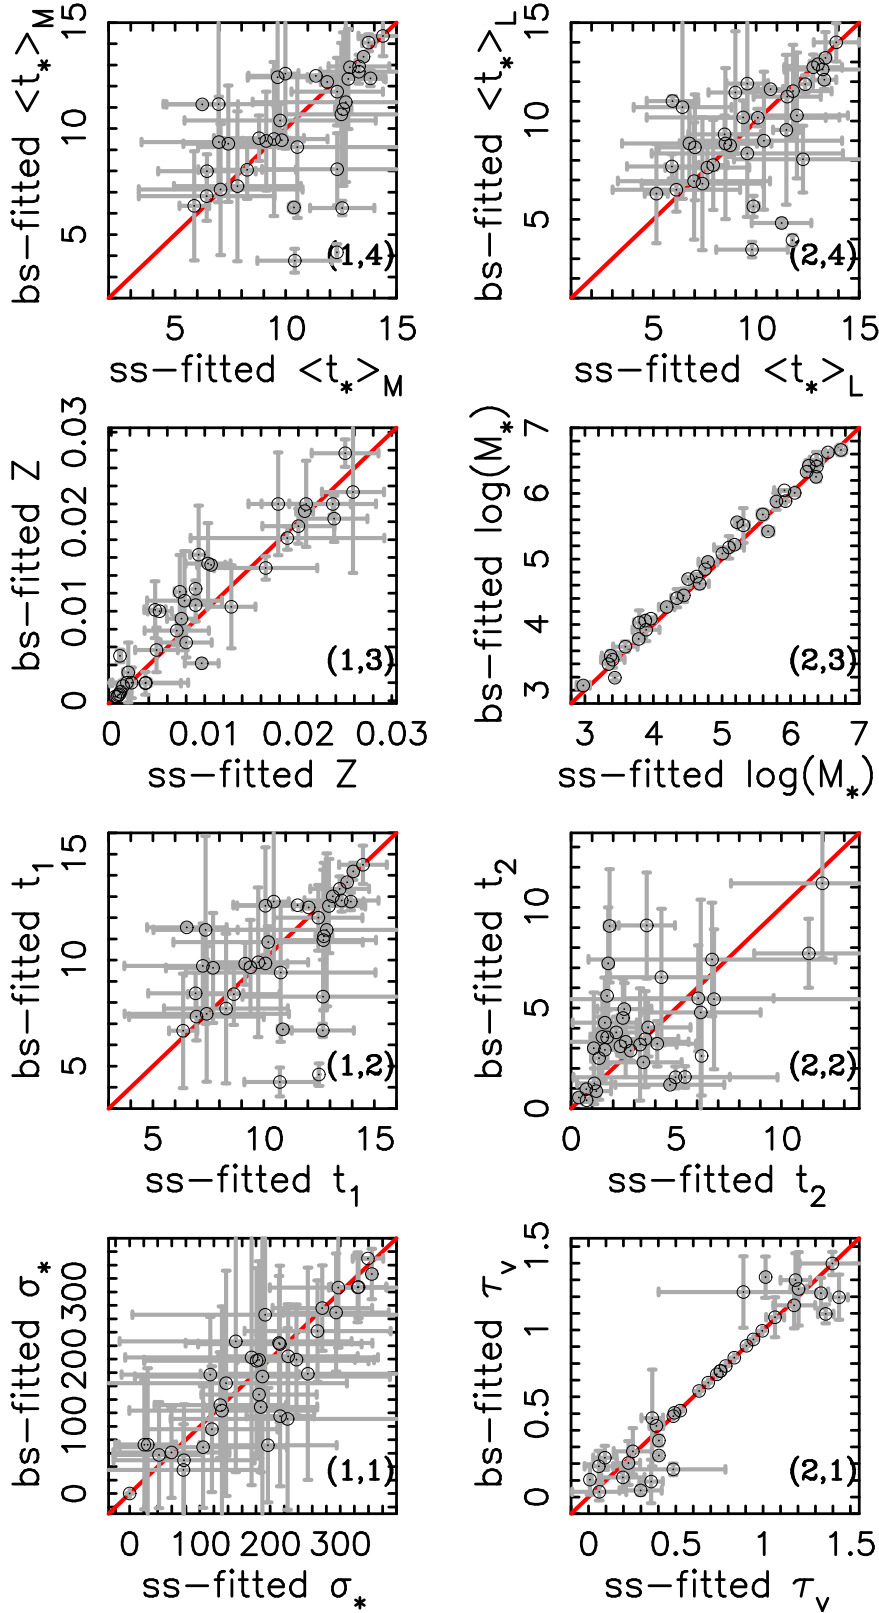 bs-fitted <t*>M
15
10
5
(1,4)
5 10 15
ss-fitted <t*>M
bs-fitted <t*>L
15
10
5
(2,4)
5 10 15
ss-fitted <t*>L
bs-fitted Z
0.03
0.02
0.01
0
(1,3)
0 0.01 0.02 0.03
ss-fitted Z
bs-fitted log(M*)
7
6
5
4
3
(2,3)
3 4 5 6 7
ss-fitted log(M*)
bs-fitted t1
15
10
5
(1,2)
5 10 15
ss-fitted t1
bs-fitted t2
10
5
0
(2,2)
0 5 10
ss-fitted t2
bs-fitted σ*
300
200
100
0
(1,1)
0 100 200 300
ss-fitted σ*
bs-fitted τv
1.5
1
0.5
0
(2,1)
0 0.5 1 1.5
ss-fitted τv